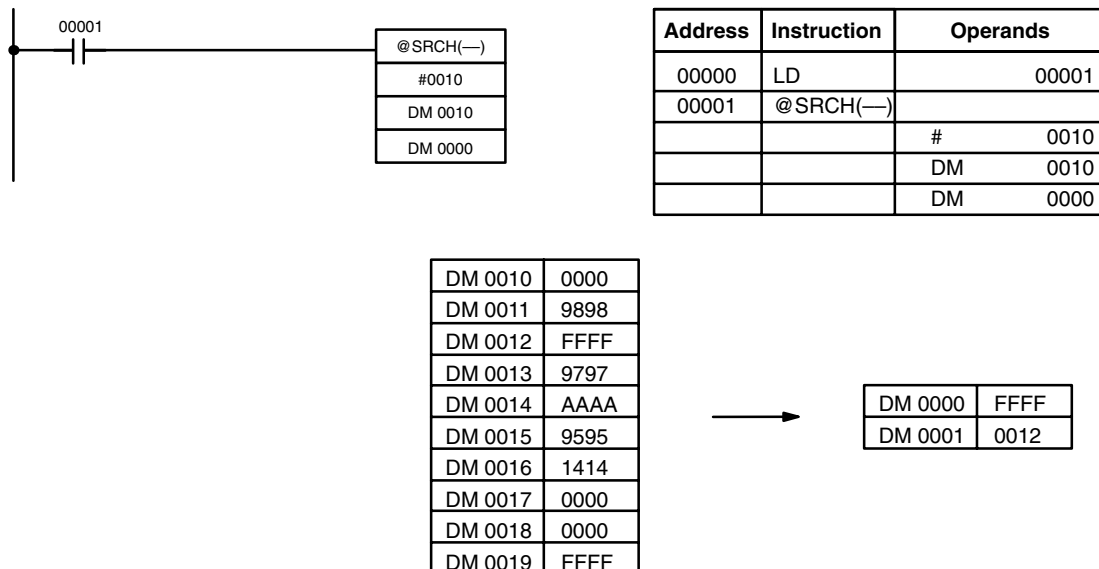 00001
@SRCH(—)
#0010
DM 0010
DM 0000
Address Instruction Operands
00000 LD 00001
00001 @SRCH(—)
# 0010
DM 0010
DM 0000
DM 0010 0000
DM 0011 9898
DM 0012 FFFF
DM 0013 9797
DM 0014 AAAA
DM 0015 9595
DM 0016 1414
DM 0017 0000
DM 0018 0000
DM 0019 FFFF
DM 0000 FFFF
DM 0001 0012